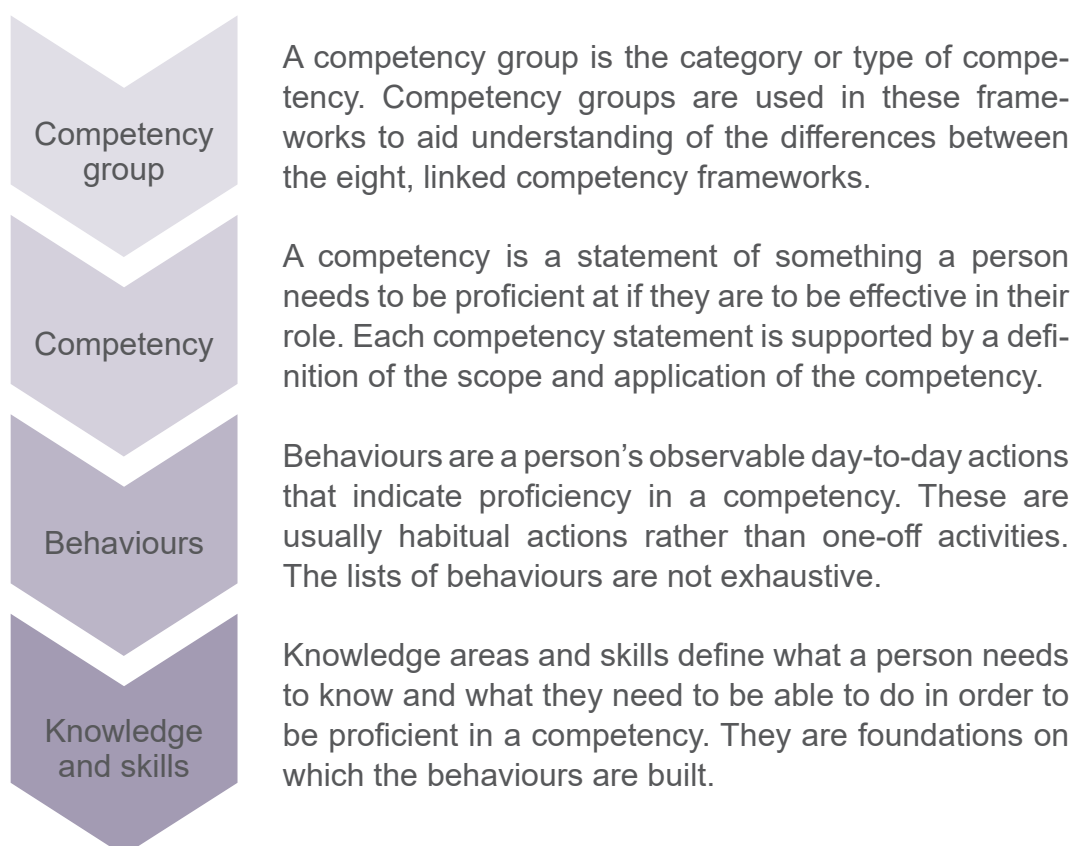 Competency
group
A competency group is the category or type of compe-
tency. Competency groups are used in these frame-
works to aid understanding of the differences between
the eight, linked competency frameworks.
Competency
A competency is a statement of something a person
needs to be proficient at if they are to be effective in their
role. Each competency statement is supported by a defi-
nition of the scope and application of the competency.
Behaviours
Behaviours are a person’s observable day-to-day actions
that indicate proficiency in a competency. These are
usually habitual actions rather than one-off activities.
The lists of behaviours are not exhaustive.
Knowledge
and skills
Knowledge areas and skills define what a person needs
to know and what they need to be able to do in order to
be proficient in a competency. They are foundations on
which the behaviours are built.